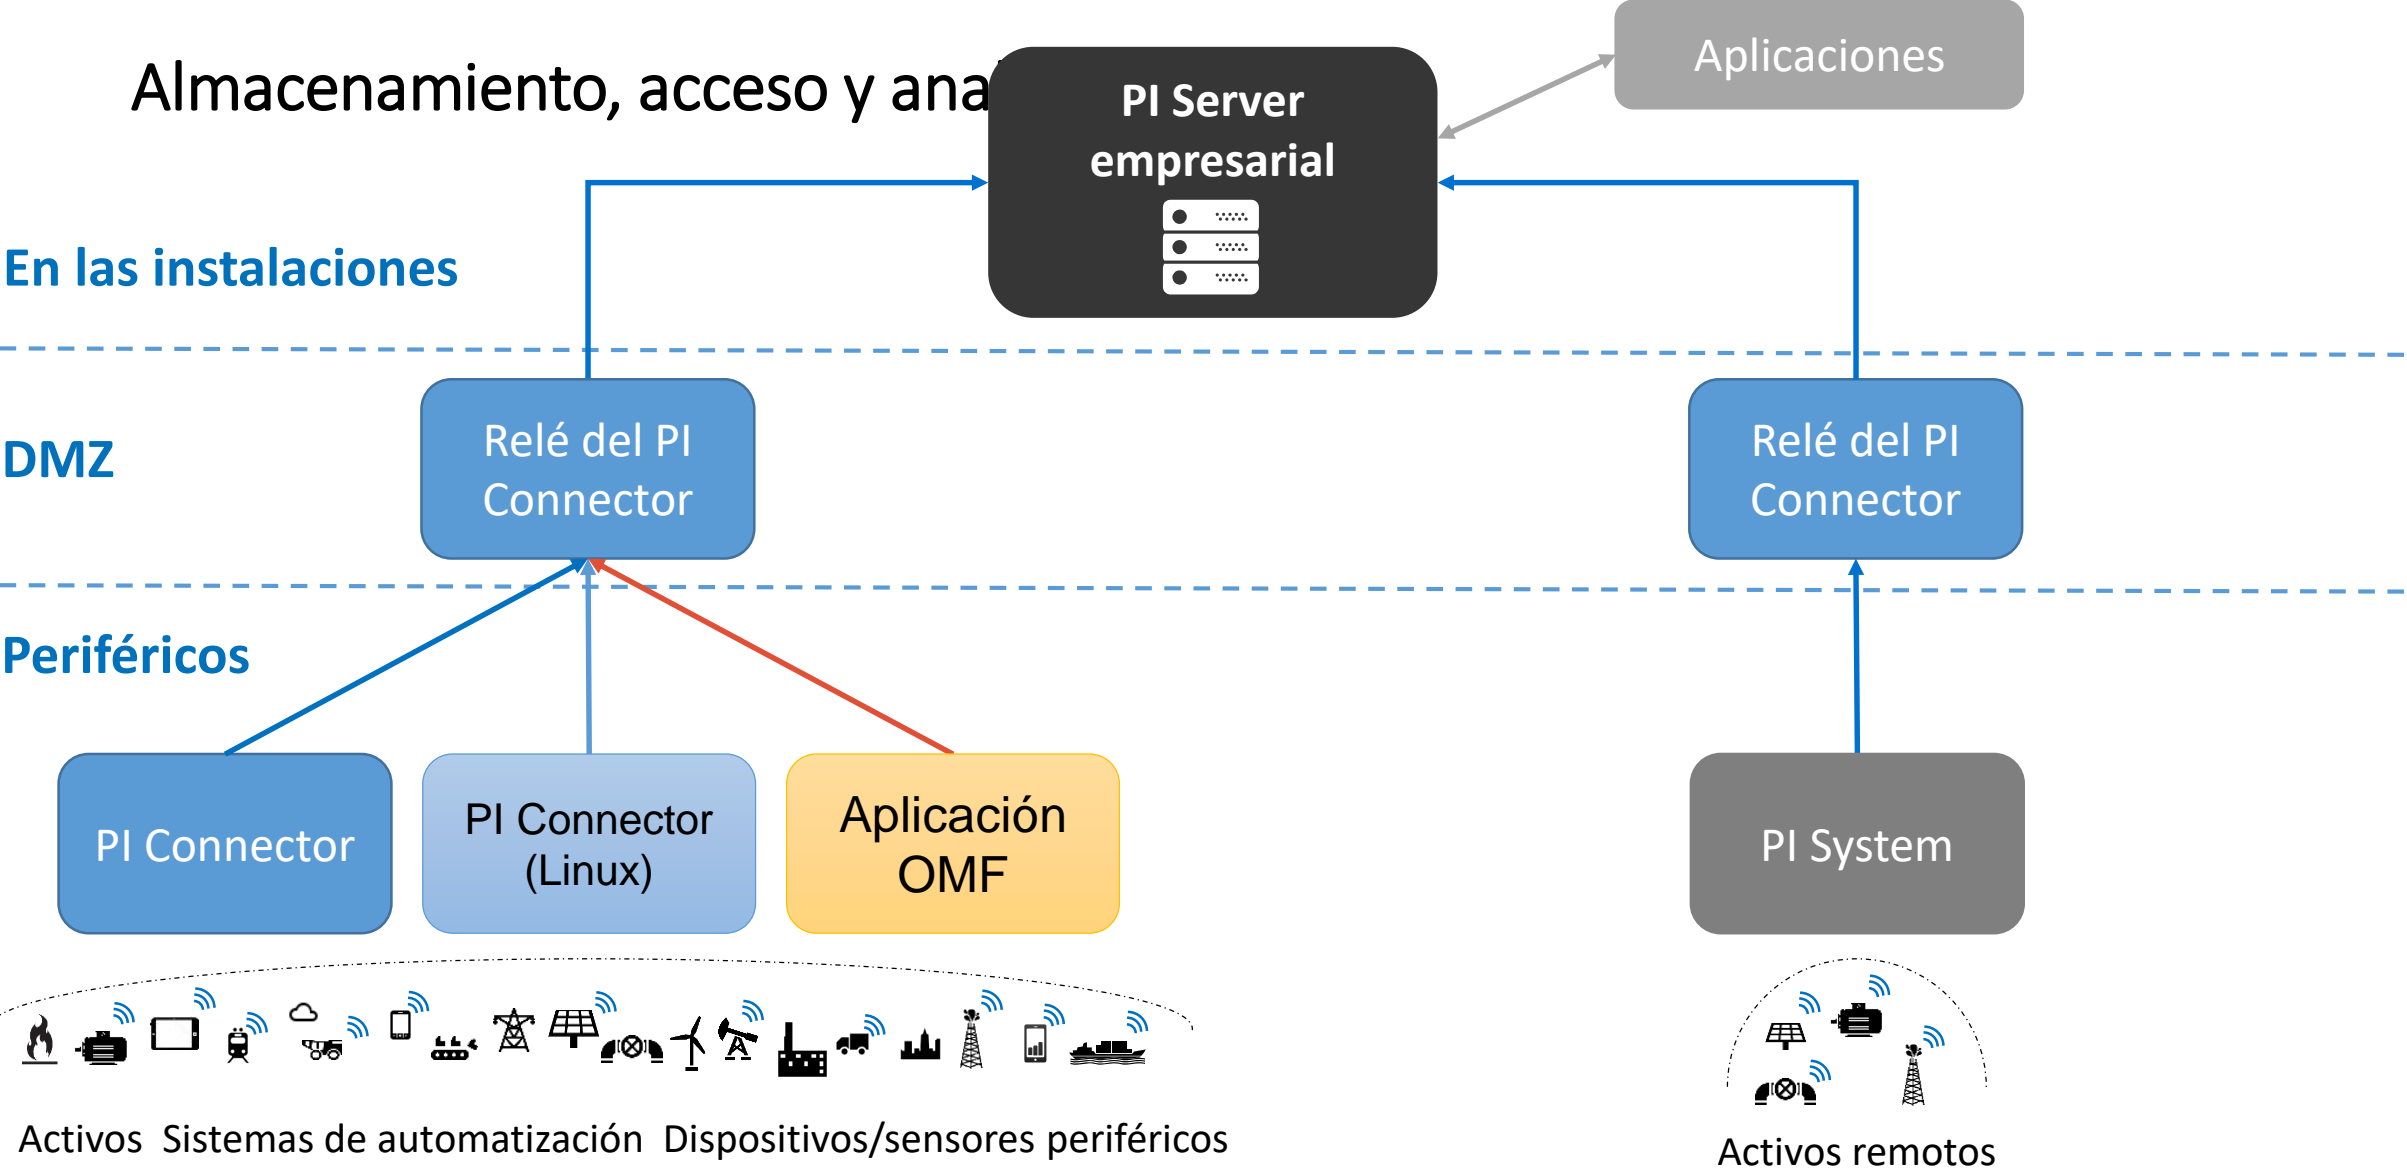 Aplicaciones
Almacenamiento, acceso y
PI Server
empresarial
En las instalaciones
DMZ
Relé del PI
Connector
Relé del PI
Connector
Periféricos
PI Connector
PI Connector
(Linux)
Aplicación
OMF
PI System
Activos Sistemas de automatización Dispositivos/sensores periféricos
Activos remotos